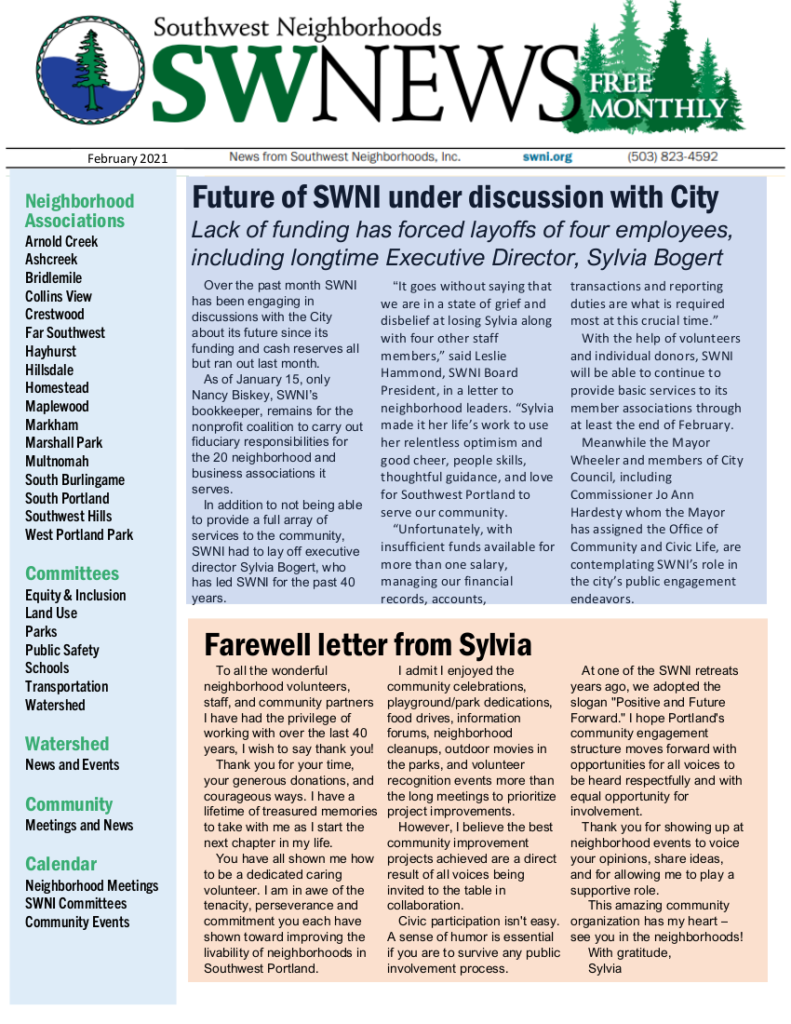 Southwest Neighborhoods
SWNEWS
FREE
MONTHLY
February 2021
News from Southwest Neighborhoods, Inc.
swni.org
(503) 823-4592
Neighborhood
Associations
Arnold Creek
Ashcreek
Bridlemile
Collins View
Crestwood
Far Southwest
Hayhurst
Hillsdale
Homestead
Maplewood
Markham
Marshall Park
Multnomah
South Burlingame
South Portland
Southwest Hills
West Portland Park
Committees
Equity & Inclusion
Land Use
Parks
Public Safety
Schools
Transportation
Watershed
Watershed
News and Events
Community
Meetings and News
Calendar
Neighborhood Meetings
SWNI Committees
Community Events
Future of SWNI under discussion with City
Lack of funding has forced layoffs of four employees,
including longtime Executive Director, Sylvia Bogert
Over the past month SWNI
has been engaging in
discussions with the City
about its future since its
funding and cash reserves all
but ran out last month.
As of January 15, only
Nancy Biskey, SWNI's
bookkeeper, remains for the
nonprofit coalition to carry out
fiduciary responsibilities for
the 20 neighborhood and
business associations it
serves.
In addition to not being able
to provide a full array of
services to the community,
SWNI had to lay off executive
director Sylvia Bogert, who
has led SWNI for the past 40
years.
“It goes without saying that
we are in a state of grief and
disbelief at losing Sylvia along
with four other staff
members,” said Leslie
Hammond, SWNI Board
President, in a letter to
neighborhood leaders. “Sylvia
made it her life’s work to use
her relentless optimism and
good cheer, people skills,
thoughtful guidance, and love
for Southwest Portland to
serve our community.
“Unfortunately, with
insufficient funds available for
more than one salary,
managing our financial
records, accounts,
transactions and reporting
duties are what is required
most at this crucial time.”
With the help of volunteers
and individual donors, SWNI
will be able to continue to
provide basic services to its
member associations through
at least the end of February.
Meanwhile the Mayor
Wheeler and members of City
Council, including
Commissioner Jo Ann
Hardesty whom the Mayor
has assigned the Office of
Community and Civic Life, are
contemplating SWNI’s role in
the city’s public engagement
endeavors.
Farewell letter from Sylvia
To all the wonderful
neighborhood volunteers,
staff, and community partners
I have had the privilege of
working with over the last 40
years, I wish to say thank you!
Thank you for your time,
your generous donations, and
courageous ways. I have a
lifetime of treasured memories
to take with me as I start the
next chapter in my life.
You have all shown me how
to be a dedicated caring
volunteer. I am in awe of the
tenacity, perseverance and
commitment you each have
shown toward improving the
livability of neighborhoods in
Southwest Portland.
I admit I enjoyed the
community celebrations,
playground/park dedications,
food drives, information
forums, neighborhood
cleanups, outdoor movies in
the parks, and volunteer
recognition events more than
the long meetings to prioritize
project improvements.
However, I believe the best
community improvement
projects achieved are a direct
result of all voices being
invited to the table in
collaboration.
Civic participation isn't easy.
A sense of humor is essential
if you are to survive any public
involvement process.
At one of the SWNI retreats
years ago, we adopted the
slogan "Positive and Future
Forward." I hope Portland's
community engagement
structure moves forward with
opportunities for all voices to
be heard respectfully and with
equal opportunity for
involvement.
Thank you for showing up at
neighborhood events to voice
your opinions, share ideas,
and for allowing me to play a
supportive role.
This amazing community
organization has my heart –
see you in the neighborhoods!
With gratitude,
Sylvia